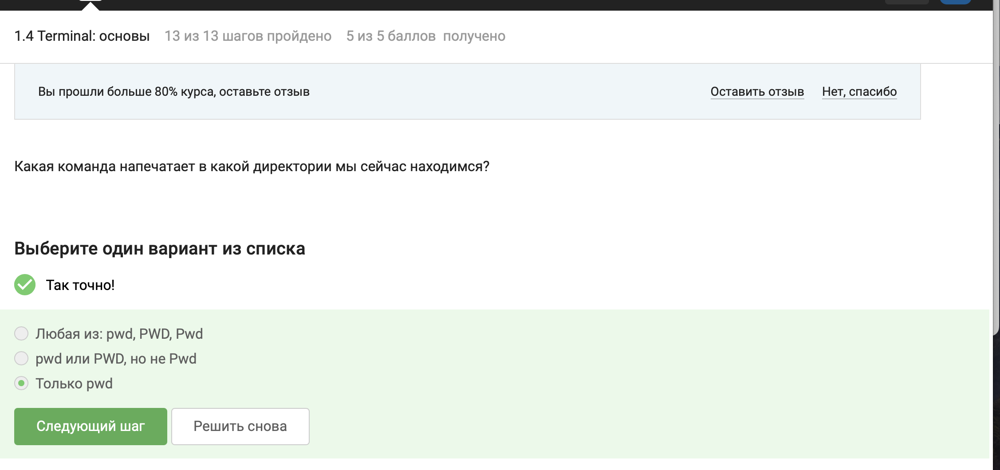 1.4 Terminal: основы 13 из 13 шагов пройдено 5 из 5 баллов получено
Вы прошли больше 80% курса, оставьте отзыв Оставить отзыв Нет, спасибо
Какая команда напечатает в какой директории мы сейчас находимся?
Выберите один вариант из списка
Так точно!
Любая из: pwd, PWD, Pwd
pwd или PWD, но не Pwd
Только pwd
Следующий шаг Решить снова